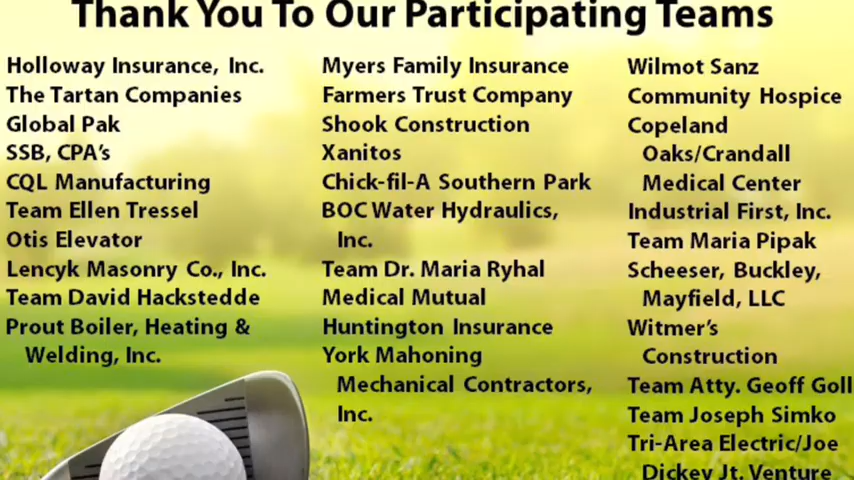 Thank You To Our Participating Teams
Holloway Insurance, Inc.
The Tartan Companies
Global Pak
SSB, CPA's
CQL Manufacturing
Team Ellen Tressel
Otis Elevator
Lencyk Masonry Co., Inc.
Team David Hackstedde
Prout Boiler, Heating &
Welding, Inc.
Myers Family Insurance
Farmers Trust Company
Shook Construction
Xanitos
Chick-fil-A Southern Park
BOC Water Hydraulics,
Inc.
Team Dr. Maria Ryhal
Medical Mutual
Huntington Insurance
York Mahoning
Mechanical Contractors,
Inc.
Wilmot Sanz
Community Hospice
Copeland
Oaks/Crandall
Medical Center
Industrial First, Inc.
Team Maria Pipak
Scheeser, Buckley,
Mayfield, LLC
Witmer's
Construction
Team Atty. Geoff Goll
Team Joseph Simko
Tri-Area Electric/Joe
Dickey Jt. Venture